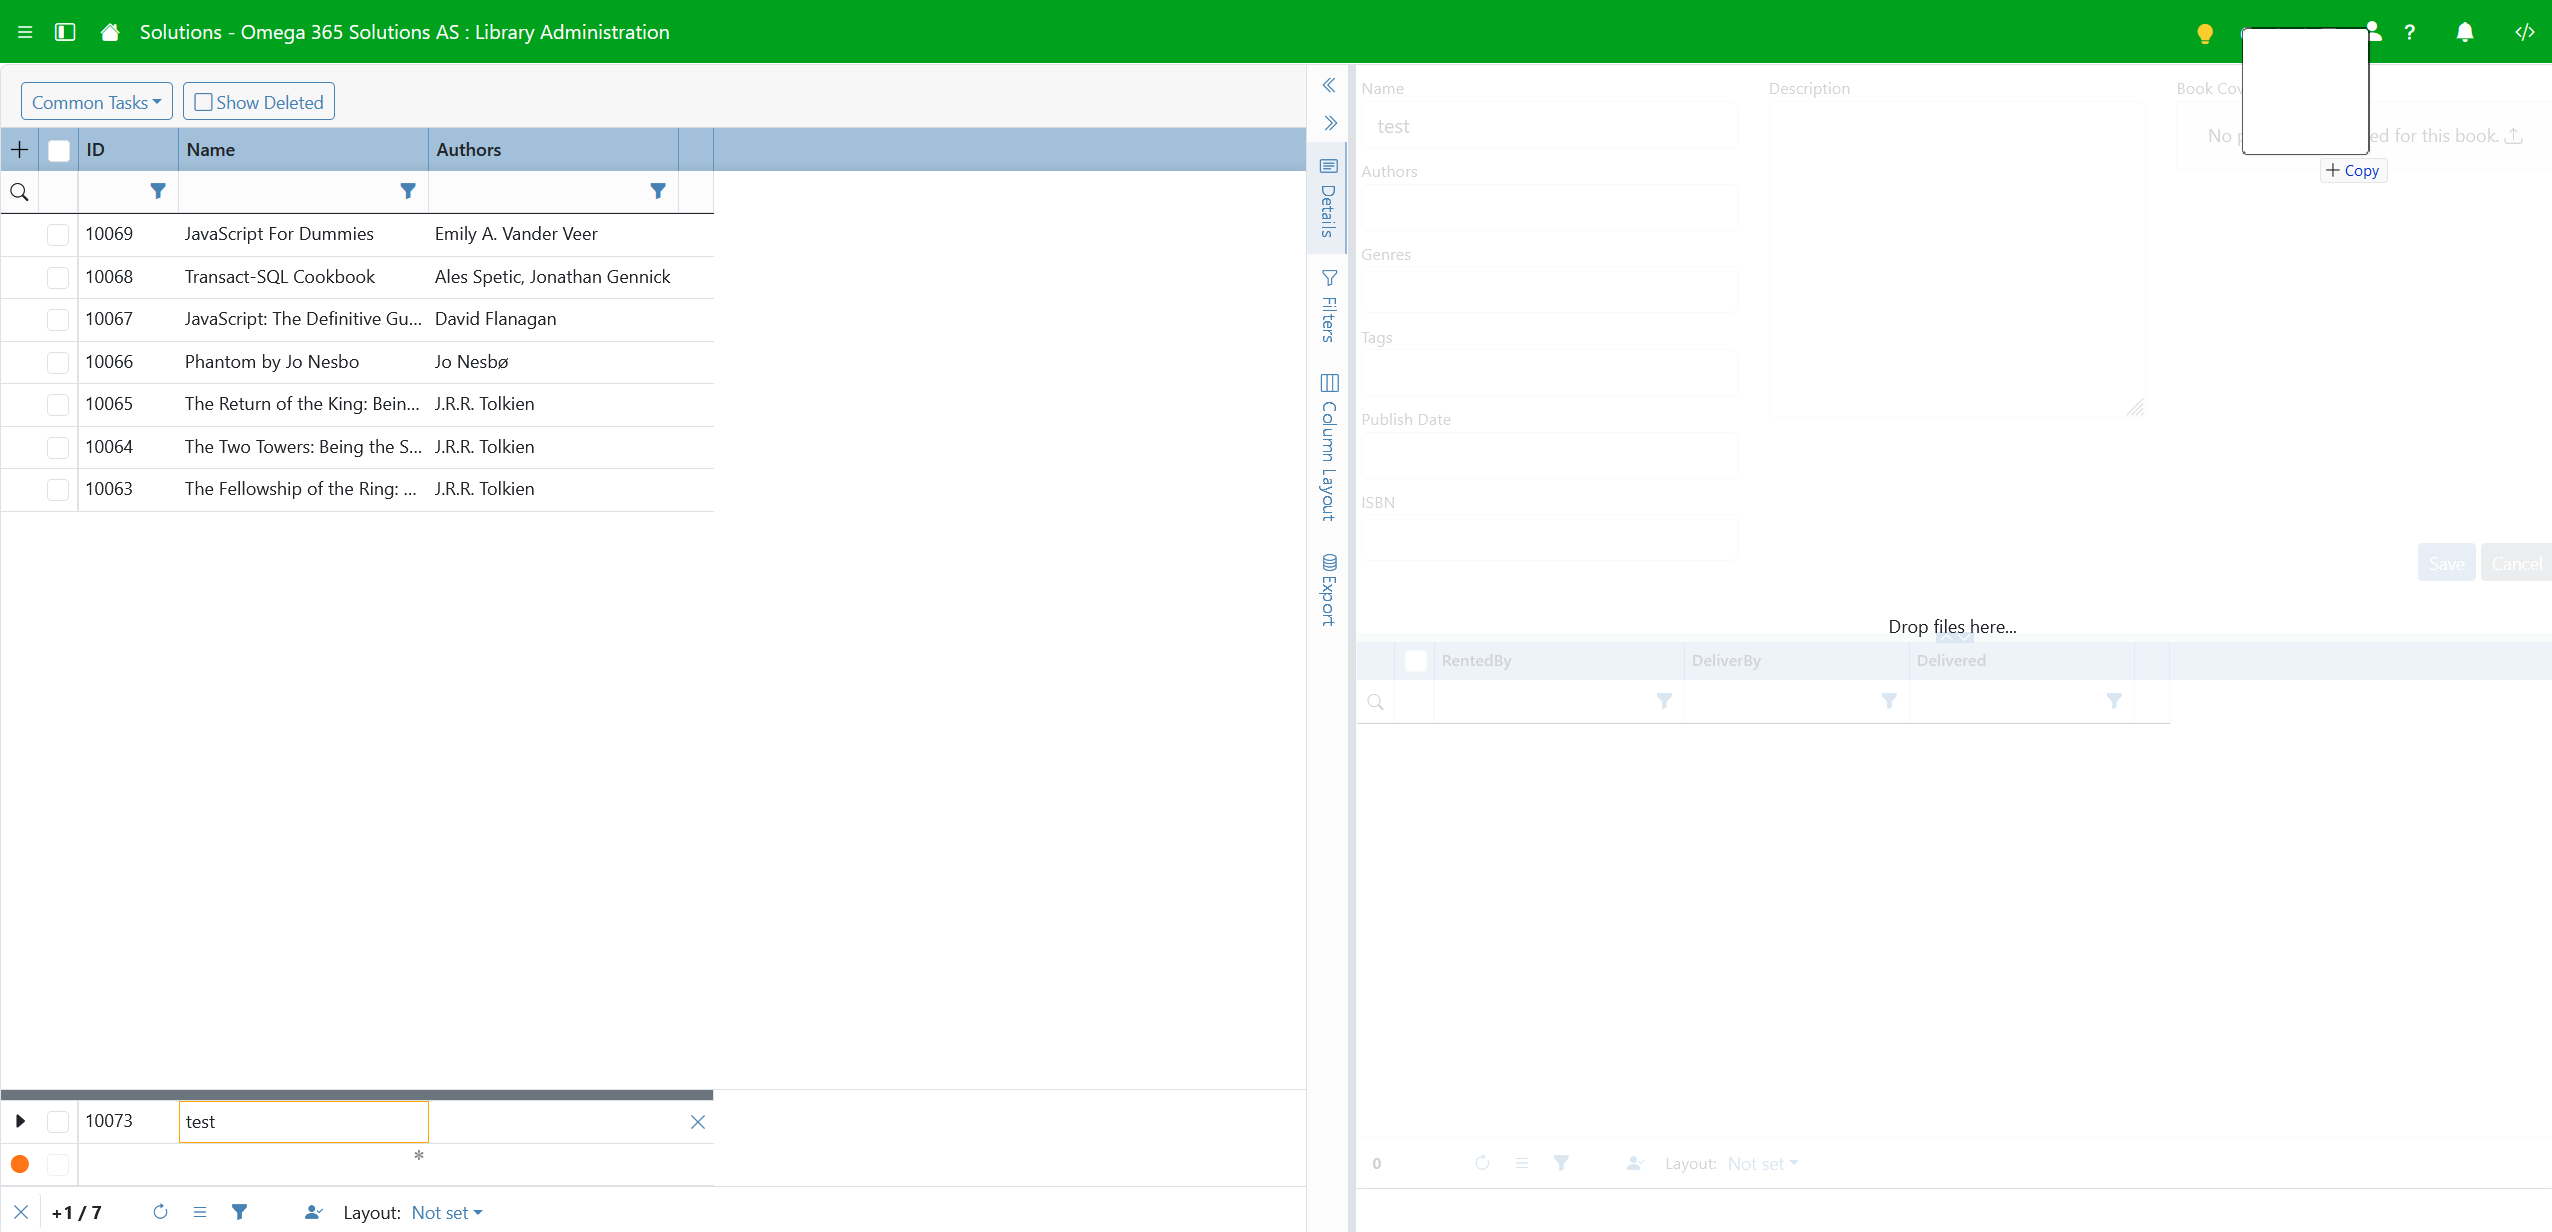 Solutions - Omega 365 Solutions AS : Library Administration
Common Tasks
Show Deleted
ID Name Authors
10069 JavaScript For Dummies Emily A. Vander Veer
10068 Transact-SQL Cookbook Ales Spetic, Jonathan Gennick
10067 JavaScript: The Definitive Gu... David Flanagan
10066 Phantom by Jo Nesbo Jo Nesbø
10065 The Return of the King: Bein... J.R.R. Tolkien
10064 The Two Towers: Being the S... J.R.R. Tolkien
10063 The Fellowship of the Ring: ... J.R.R. Tolkien
10073 test
*
+1 / 7 Layout: Not set
Details
Filters
Column Layout
Export
Name
test
Authors
Genres
Tags
Publish Date
ISBN
Description
Book Cov
No ed for this book.
+ Copy
Save Cancel
Drop files here...
RentedBy DeliverBy Delivered
0 Layout: Not set